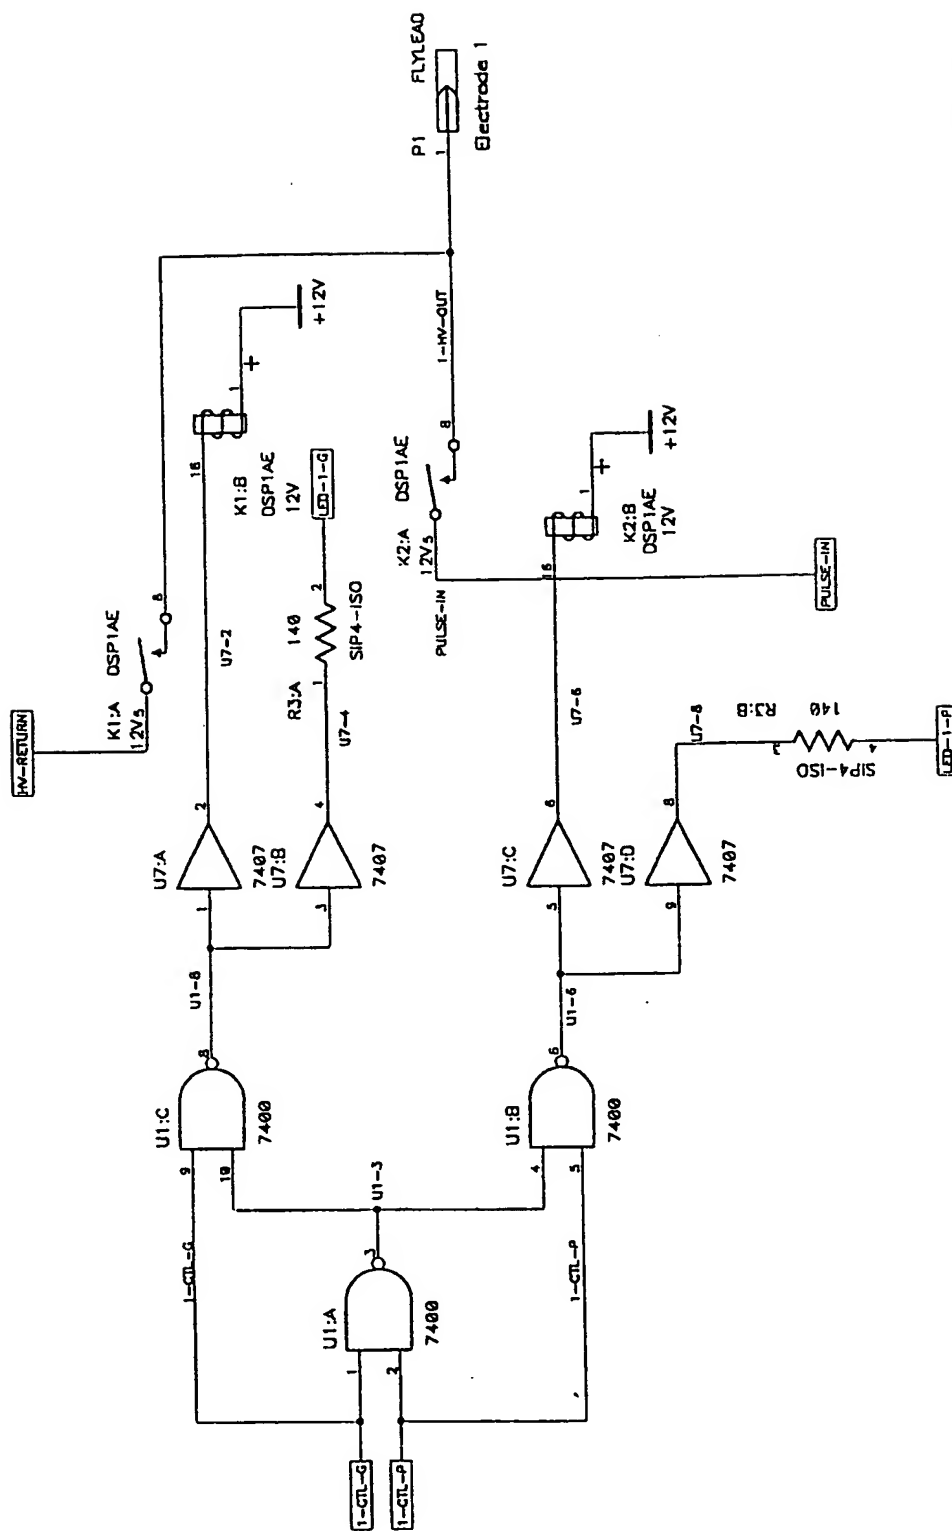 HV-RETURN
K1:A
DSP1AE
12V
5
8
P1
FLYLEAD
1
Electrode 1
U7:A
1
2
7407
U7-2
16
1
+
+12V
K1:B
DSP1AE
12V
U7:B
3
4
7407
U7-4
R3:A
1
140
2
SIP4-ISO
LED-1-G
1-HV-OUT
K2:A
DSP1AE
12V
5
8
PULSE-IN
PULSE-IN
U1:C
9
10
8
7400
U1-8
1-CTL-G
U1-3
U1:A
1
2
3
7400
1-CTL-G
1-CTL-P
1-CTL-P
U1:B
4
5
6
7400
U1-6
U7:C
5
6
7407
U7-6
16
1
+
+12V
K2:B
DSP1AE
12V
U7:D
9
8
7407
U7-8
R3:B
140
SIP4-ISO
LED-1-P